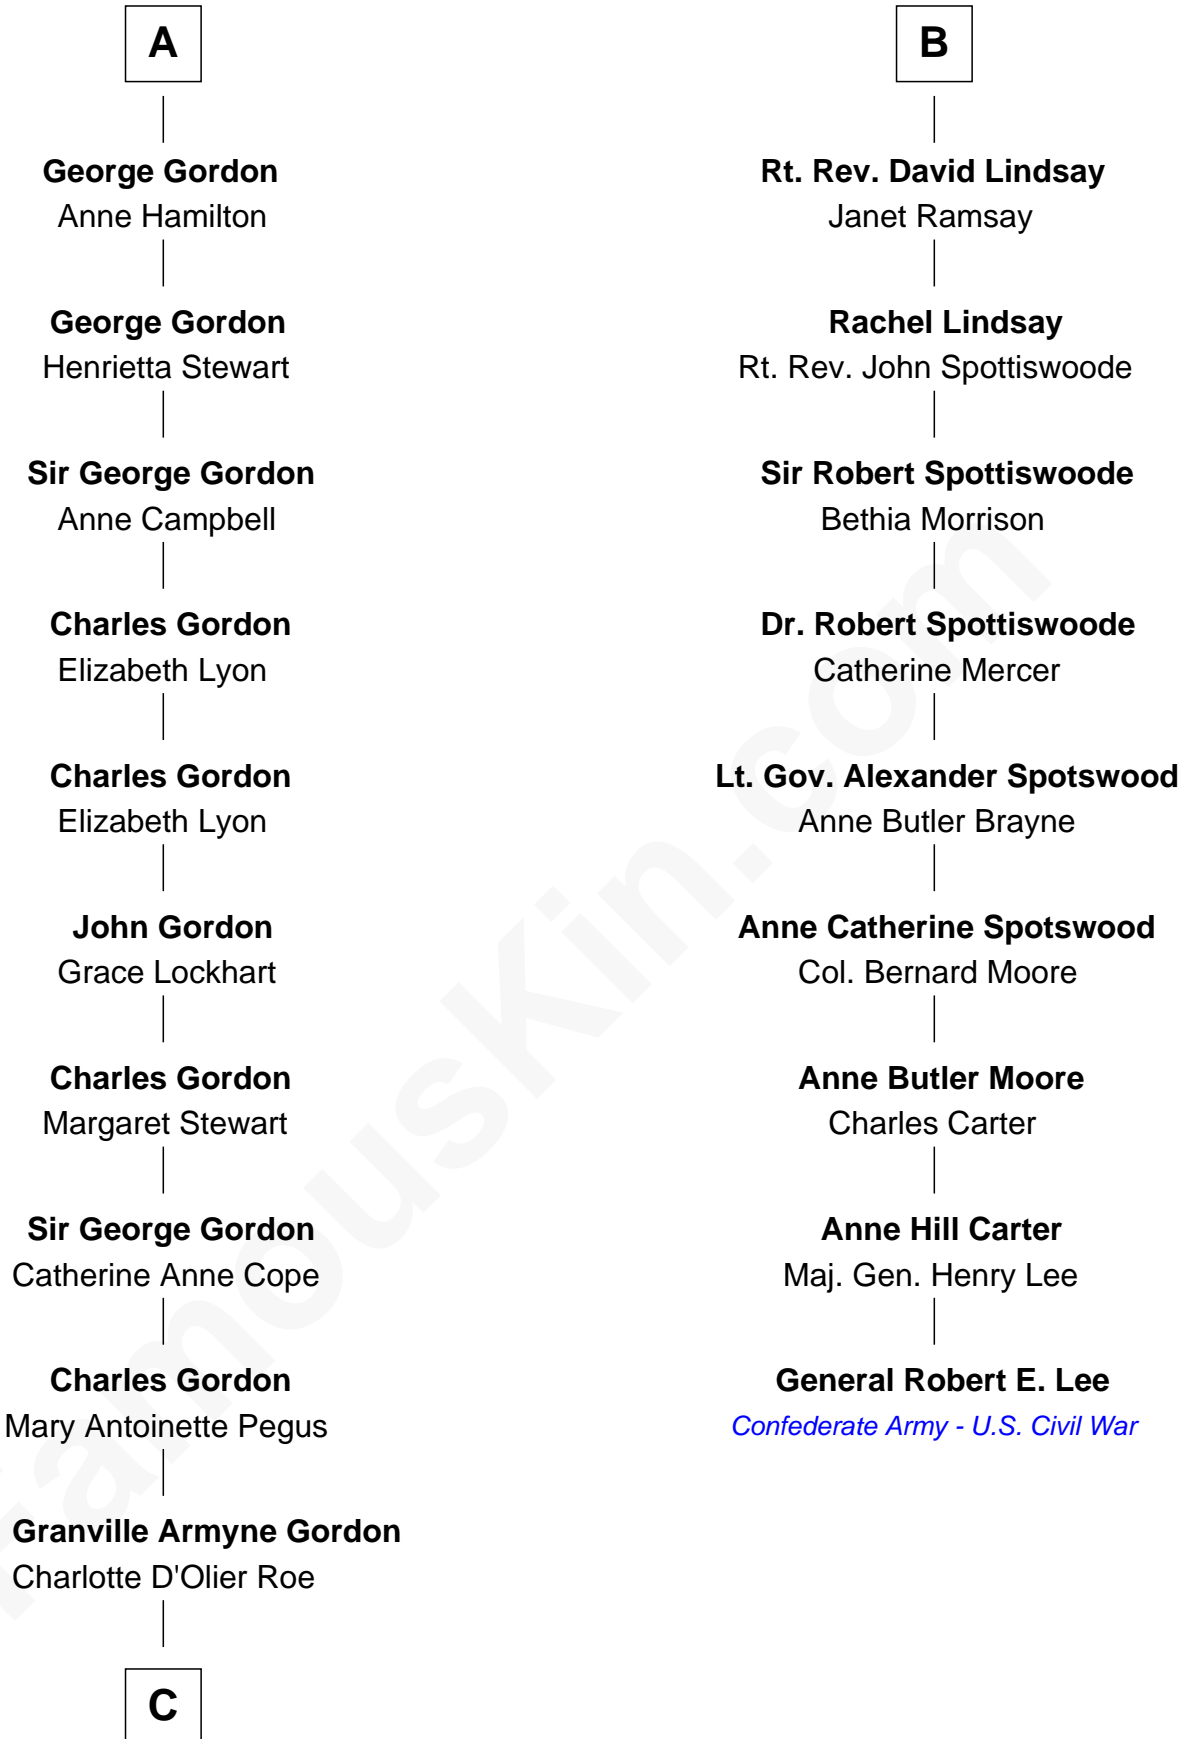 A
George Gordon
Anne Hamilton
George Gordon
Henrietta Stewart
Sir George Gordon
Anne Campbell
Charles Gordon
Elizabeth Lyon
Charles Gordon
Elizabeth Lyon
John Gordon
Grace Lockhart
Charles Gordon
Margaret Stewart
Sir George Gordon
Catherine Anne Cope
Charles Gordon
Mary Antoinette Pegus
Granville Armyne Gordon
Charlotte D'Olier Roe
C
B
Rt. Rev. David Lindsay
Janet Ramsay
Rachel Lindsay
Rt. Rev. John Spottiswoode
Sir Robert Spottiswoode
Bethia Morrison
Dr. Robert Spottiswoode
Catherine Mercer
Lt. Gov. Alexander Spotswood
Anne Butler Brayne
Anne Catherine Spotswood
Col. Bernard Moore
Anne Butler Moore
Charles Carter
Anne Hill Carter
Maj. Gen. Henry Lee
General Robert E. Lee
Confederate Army - U.S. Civil War
FamousKin.com